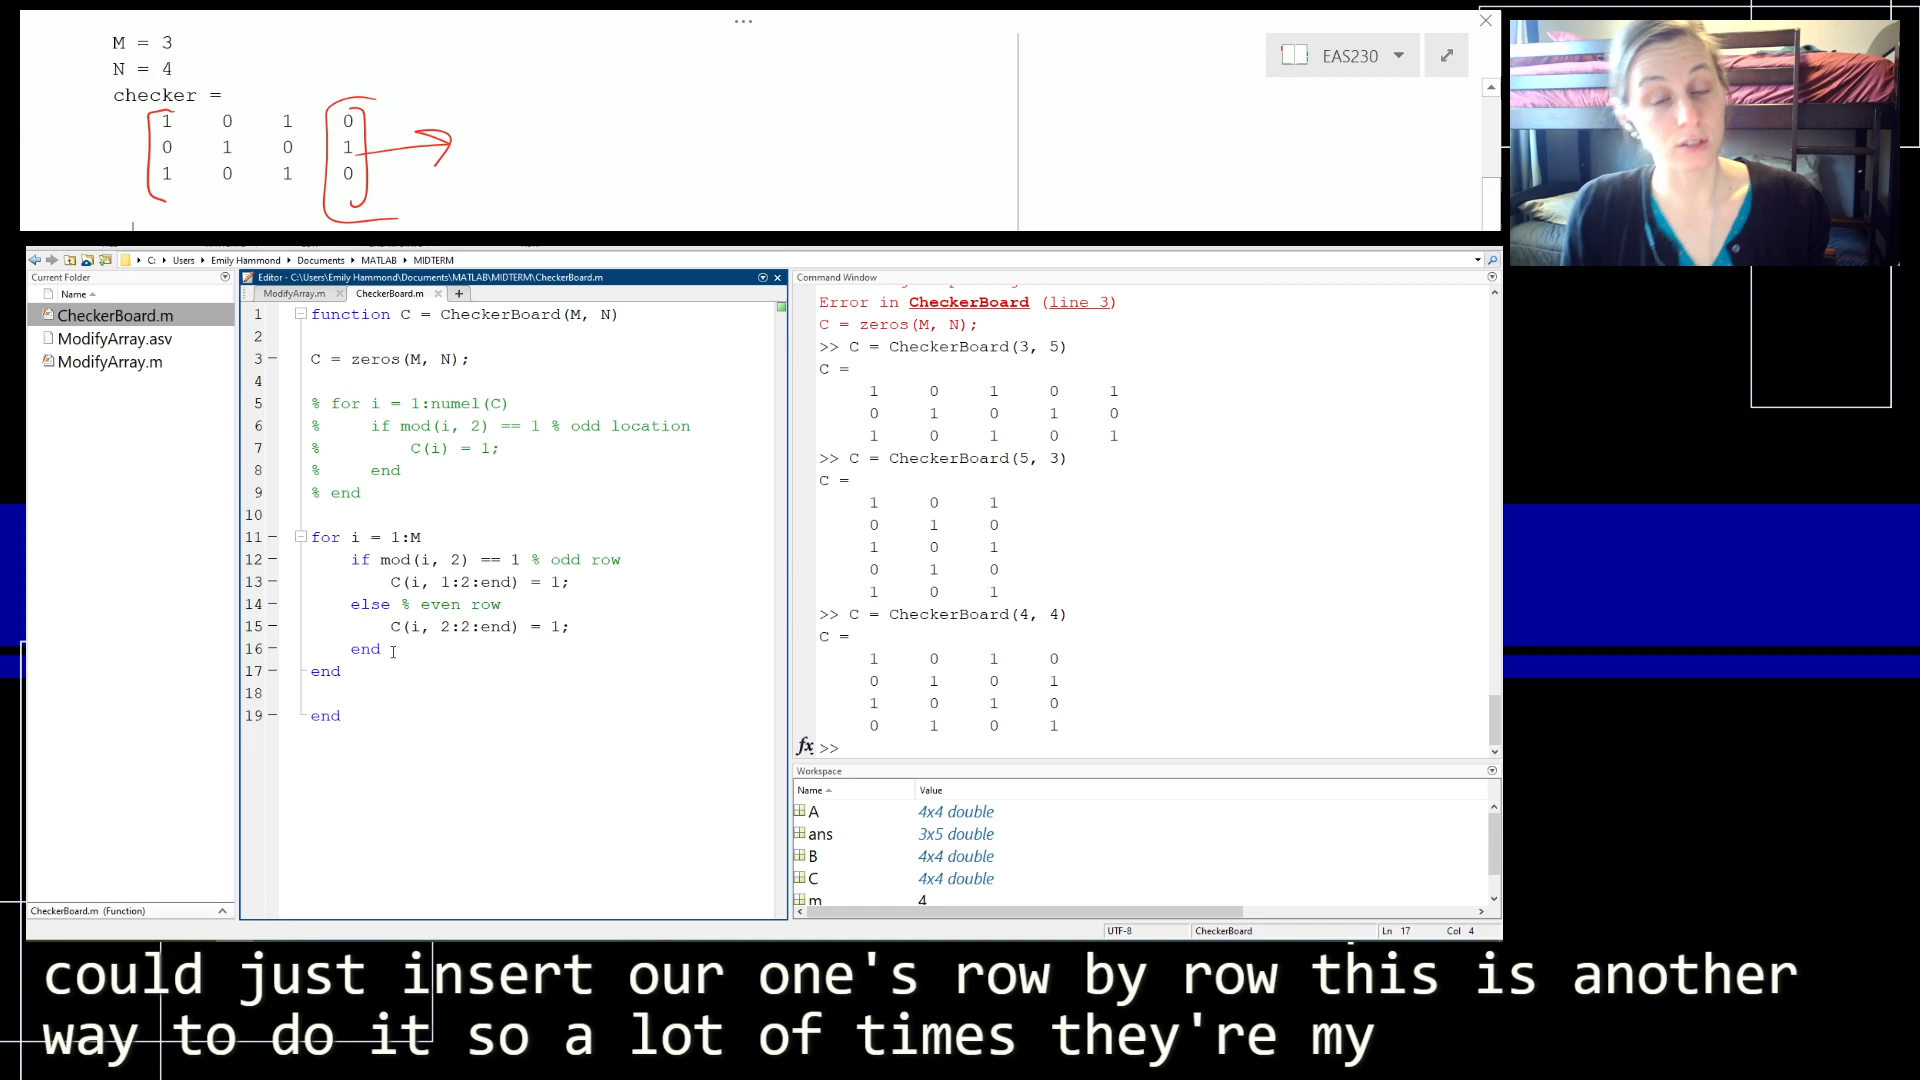 M = 3
N = 4
checker =
1 0 1 0
0 1 0 1
1 0 1 0
EAS230
C: Users Emily Hammond Documents MATLAB MIDTERM
Current Folder
Name
CheckerBoard.m
ModifyArray.asv
ModifyArray.m
CheckerBoard.m (Function)
Editor - C:\Users\Emily Hammond\Documents\MATLAB\MIDTERM\CheckerBoard.m
ModifyArray.m CheckerBoard.m
1 function C = CheckerBoard(M, N)
2
3 C = zeros(M, N);
4
5 % for i = 1:numel(C)
6 %     if mod(i, 2) == 1 % odd location
7 %         C(i) = 1;
8 %     end
9 % end
10
11 for i = 1:M
12     if mod(i, 2) == 1 % odd row
13         C(i, 1:2:end) = 1;
14     else % even row
15         C(i, 2:2:end) = 1;
16     end
17 end
18
19 end
Command Window
Error in CheckerBoard (line 3)
C = zeros(M, N);
>> C = CheckerBoard(3, 5)
C =
1 0 1 0 1
0 1 0 1 0
1 0 1 0 1
>> C = CheckerBoard(5, 3)
C =
1 0 1
0 1 0
1 0 1
0 1 0
1 0 1
>> C = CheckerBoard(4, 4)
C =
1 0 1 0
0 1 0 1
1 0 1 0
0 1 0 1
fx >>
Workspace
Name Value
A 4x4 double
ans 3x5 double
B 4x4 double
C 4x4 double
m 4
UTF-8 CheckerBoard Ln 17 Col 4
could just insert our one's row by row this is another
way to do it so a lot of times they're my